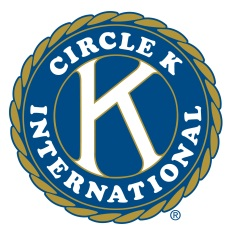 CIRCLE K
K
INTERNATIONAL
®